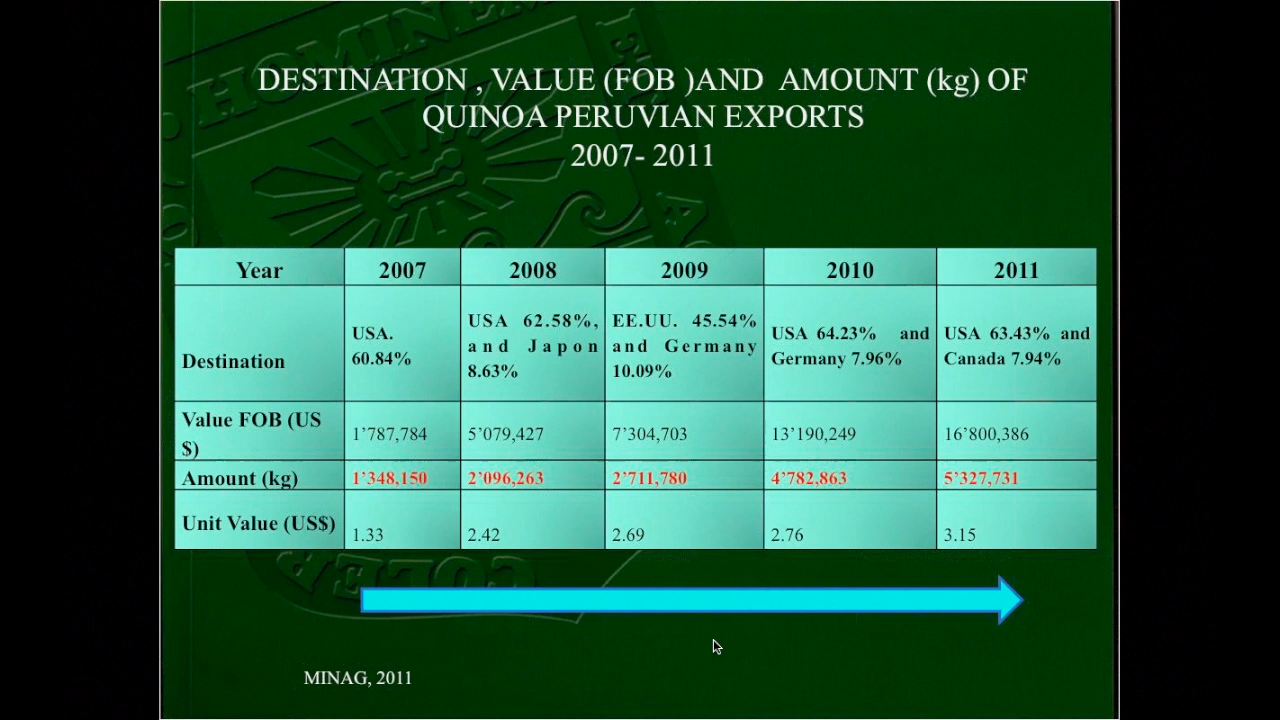 DESTINATION , VALUE (FOB )AND AMOUNT (kg) OF
QUINOA PERUVIAN EXPORTS
2007- 2011
Year 2007 2008 2009 2010 2011
Destination
USA.
60.84%
USA 62.58%,
and Japon
8.63%
EE.UU. 45.54%
and Germany
10.09%
USA 64.23% and
Germany 7.96%
USA 63.43% and
Canada 7.94%
Value FOB (US
$)
1’787,784 5’079,427 7’304,703 13’190,249 16’800,386
Amount (kg) 1’348,150 2’096,263 2’711,780 4’782,863 5’327,731
Unit Value (US$) 1.33 2.42 2.69 2.76 3.15
MINAG, 2011
HOMINEM